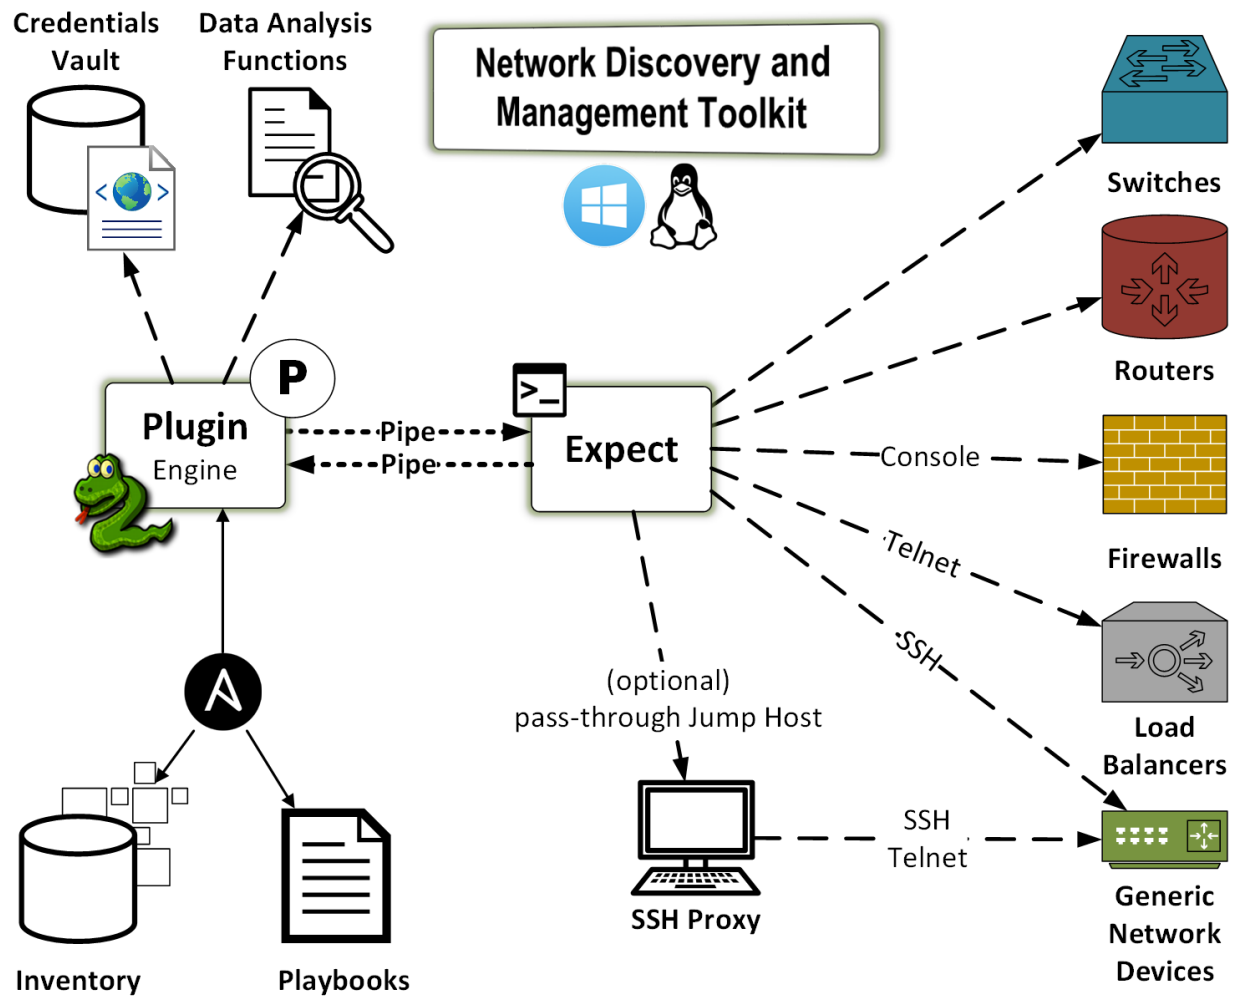 Credentials
Vault
Data Analysis
Functions
Network Discovery and
Management Toolkit
Switches
Routers
P
Plugin
Engine
Pipe
Pipe
>_
Expect
Console
Firewalls
Telnet
SSH
(optional)
pass-through Jump Host
Load
Balancers
SSH
Telnet
SSH Proxy
Generic
Network
Devices
Inventory
Playbooks